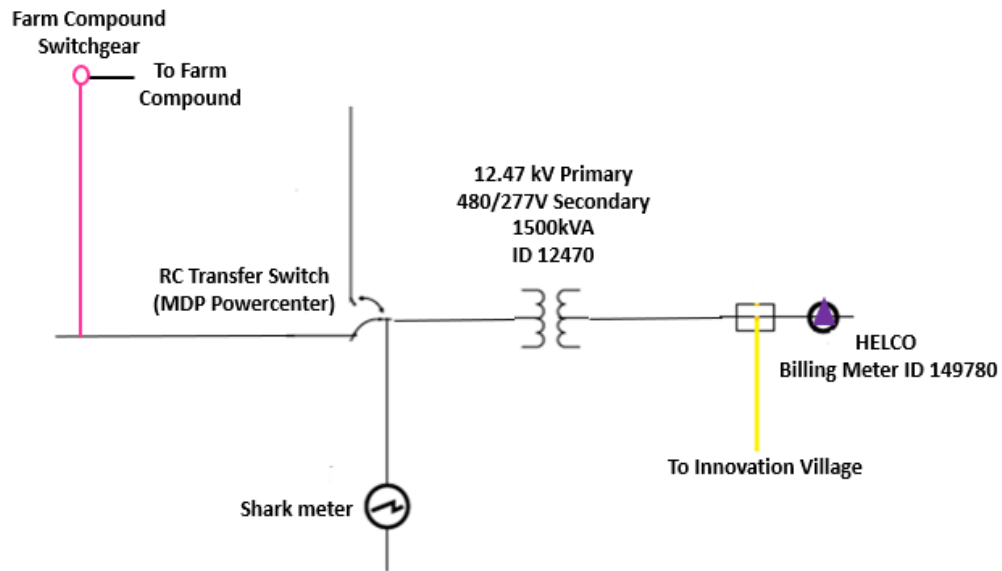 Farm Compound
Switchgear
To Farm
Compound
12.47 kV Primary
480/277V Secondary
1500kVA
ID 12470
RC Transfer Switch
(MDP Powercenter)
HELCO
Billing Meter ID 149780
To Innovation Village
Shark meter